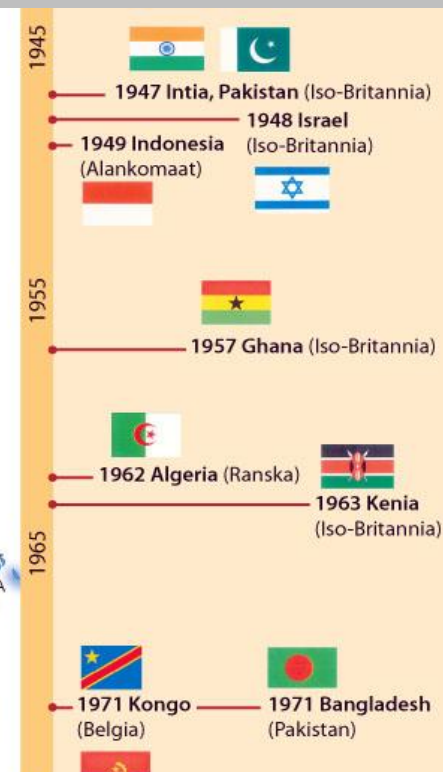 1945
1947 Intia, Pakistan (Iso-Britannia)
1948 Israel
(Iso-Britannia)
1949 Indonesia
(Alankomaat)
1955
1957 Ghana (Iso-Britannia)
1962 Algeria (Ranska)
1963 Kenia
(Iso-Britannia)
1965
A
1971 Kongo
(Belgia)
1971 Bangladesh
(Pakistan)